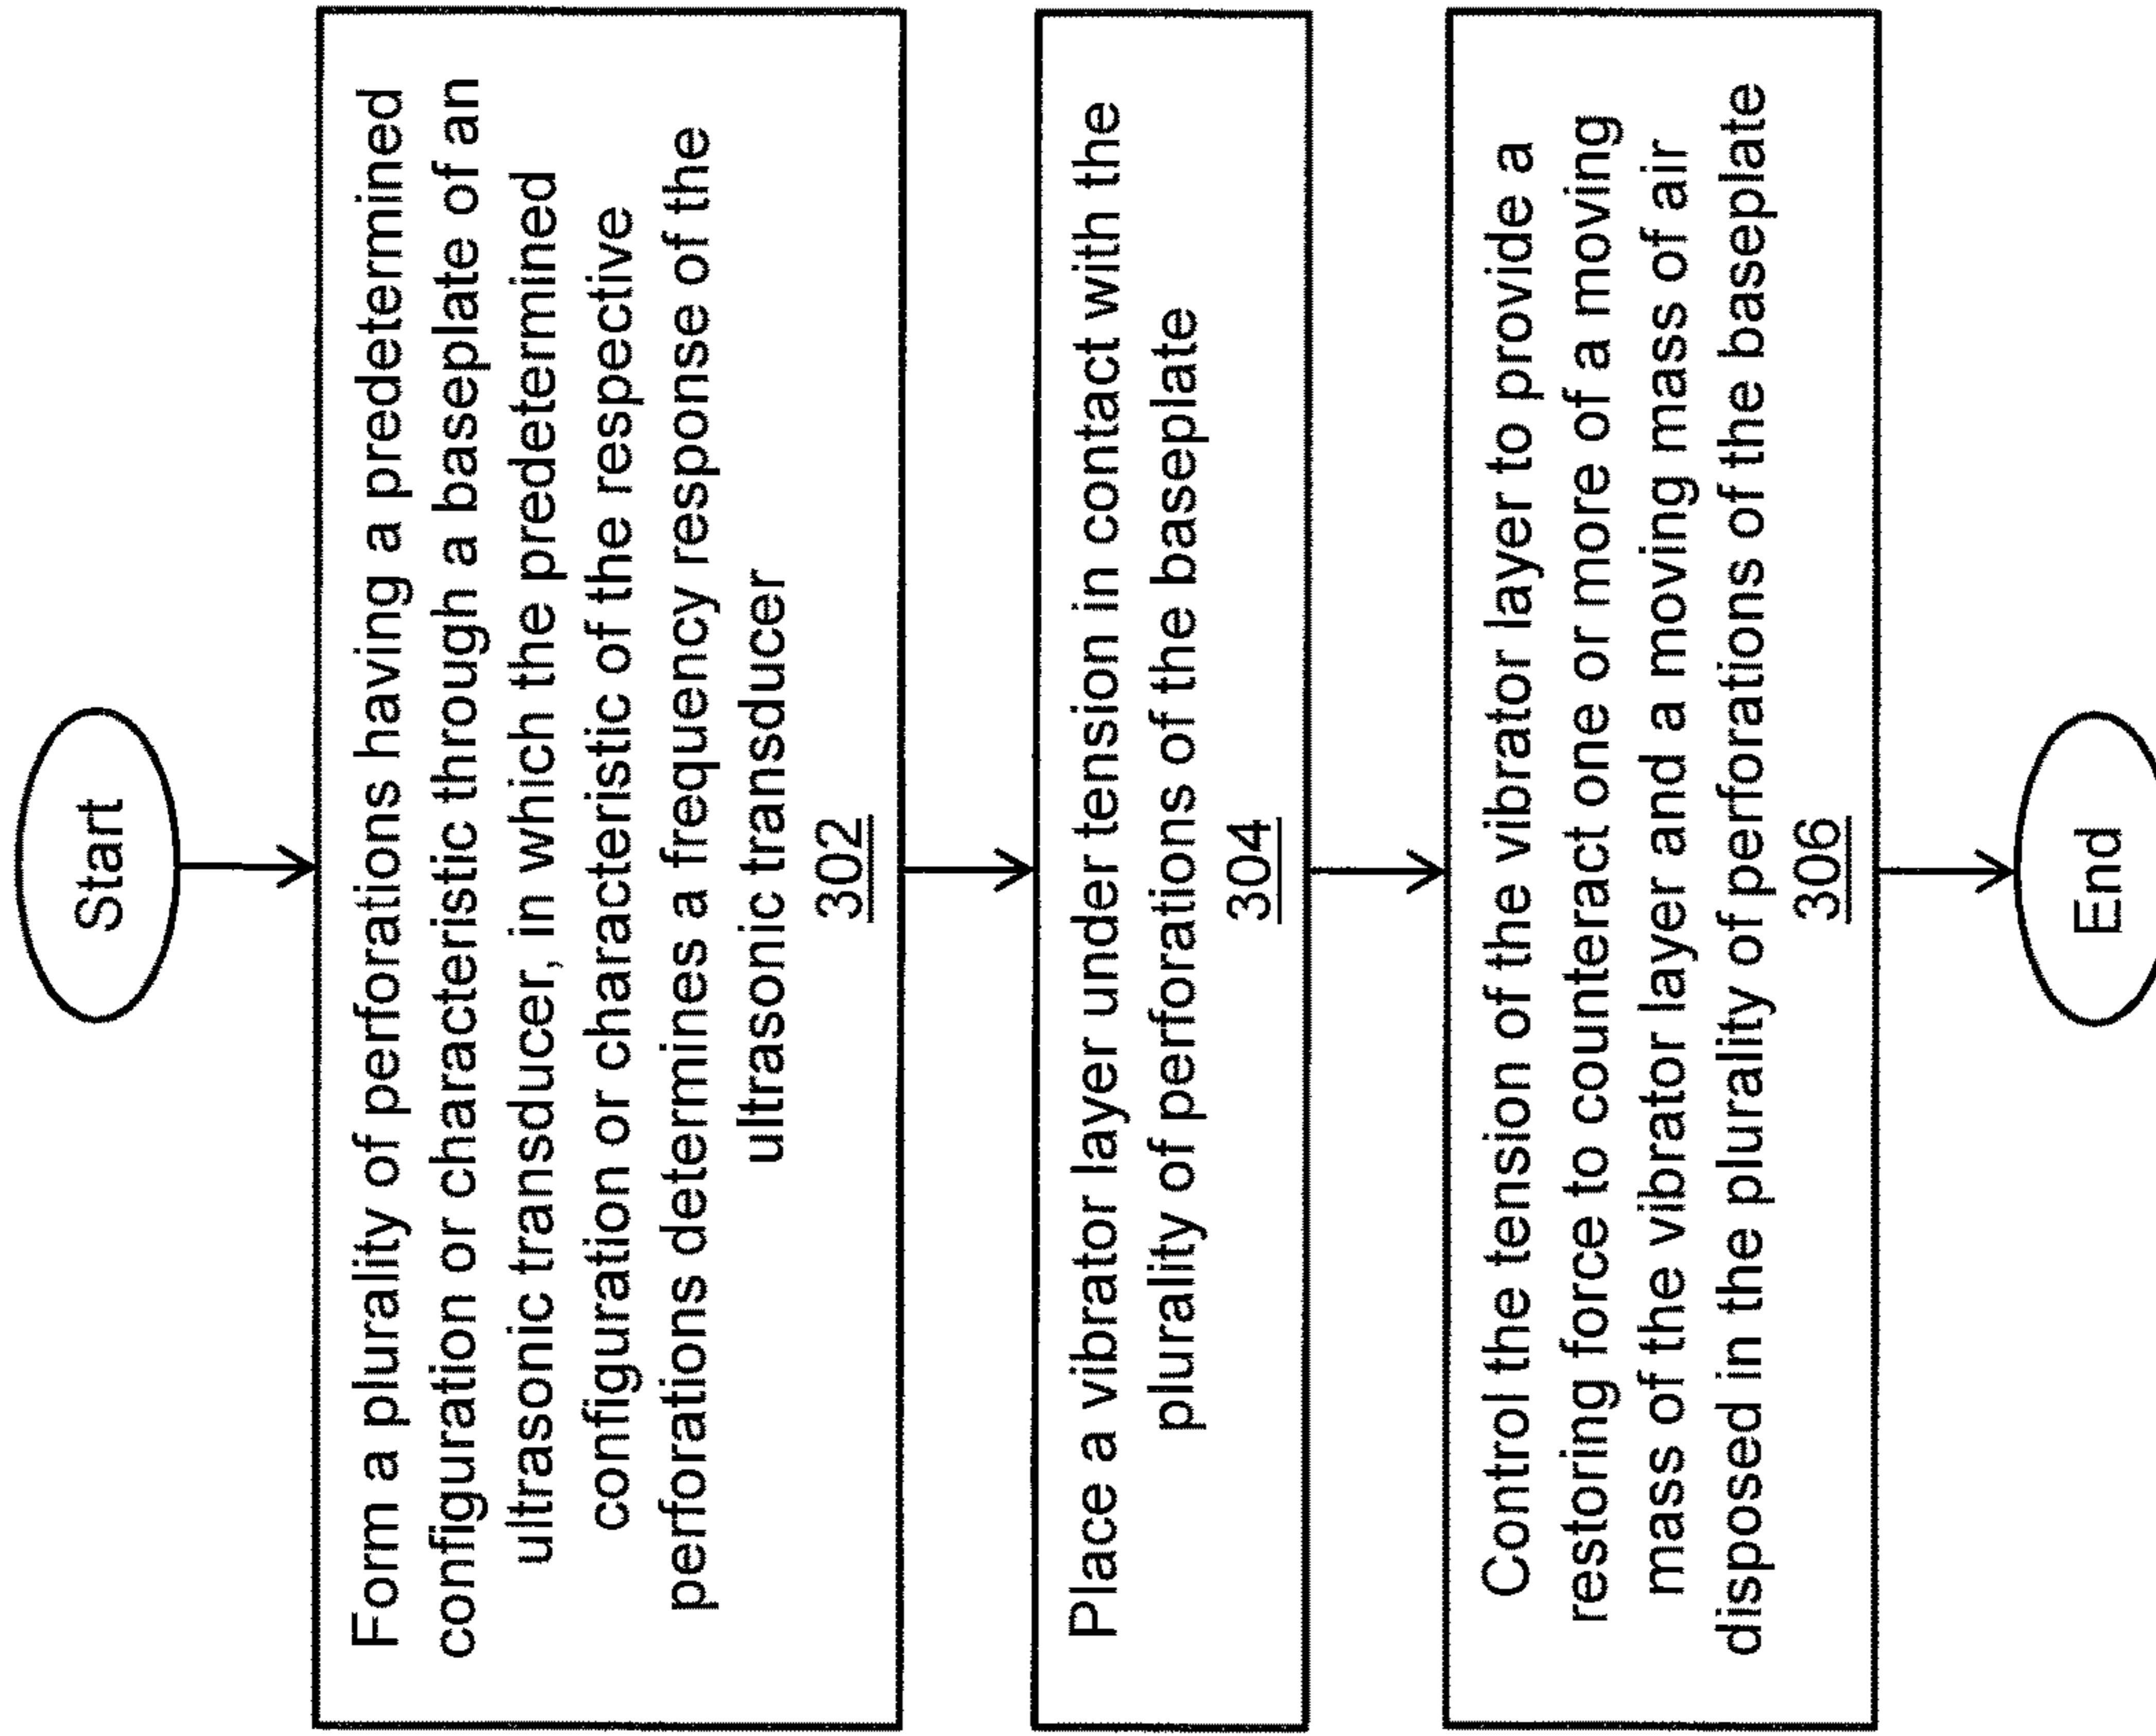 Start
Form a plurality of perforations having a predetermined
configuration or characteristic through a baseplate of an
ultrasonic transducer, in which the predetermined
configuration or characteristic of the respective
perforations determines a frequency response of the
ultrasonic transducer
302
Place a vibrator layer under tension in contact with the
plurality of perforations of the baseplate
304
Control the tension of the vibrator layer to provide a
restoring force to counteract one or more of a moving
mass of the vibrator layer and a moving mass of air
disposed in the plurality of perforations of the baseplate
306
End